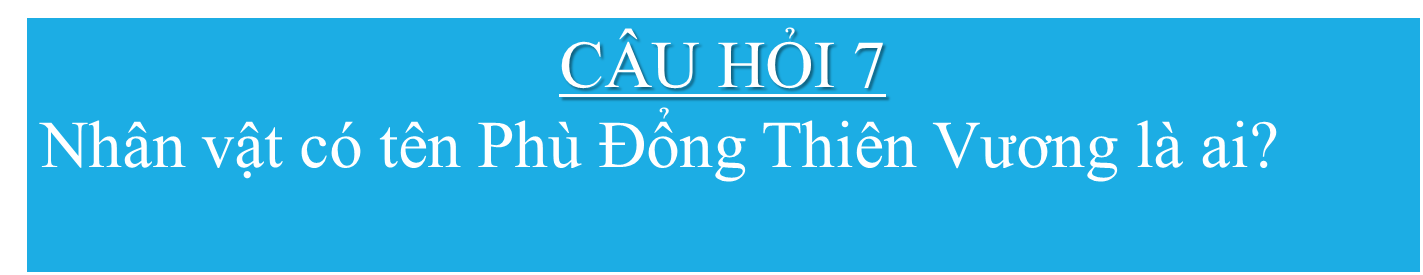 CÂU HỎI 7
Nhân vật có tên Phù Đổng Thiên Vương là ai?